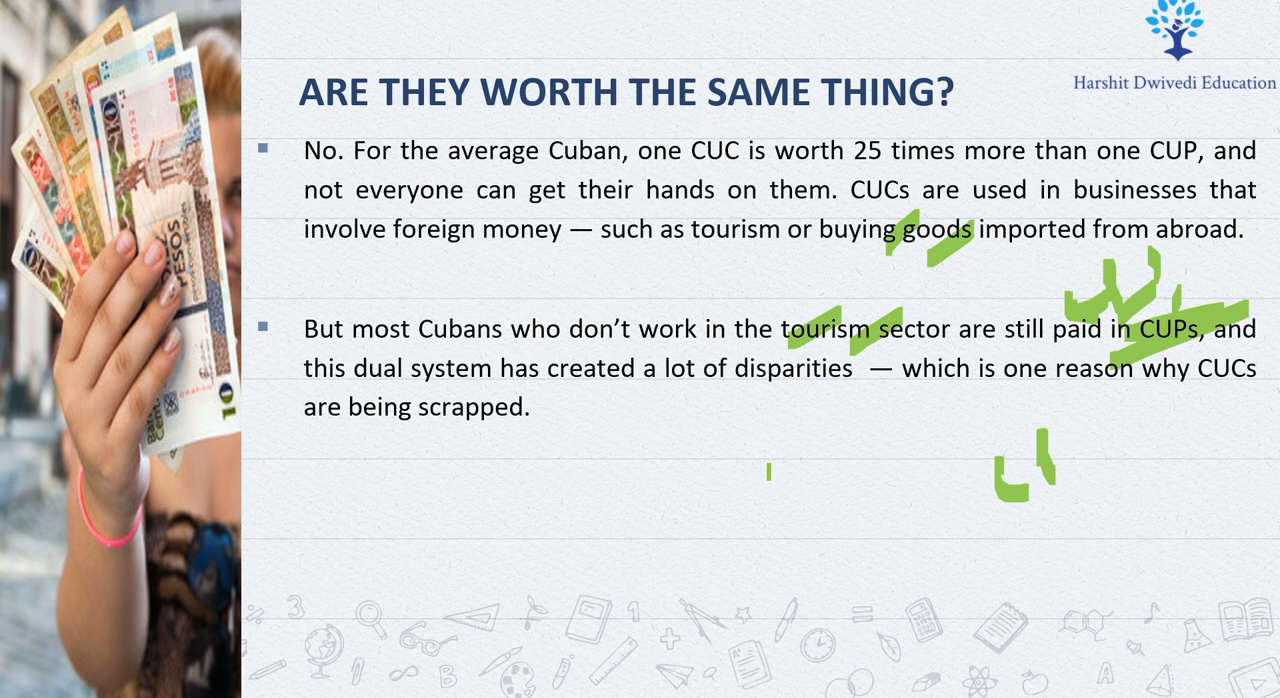 Harshit Dwivedi Education
ARE THEY WORTH THE SAME THING?
No. For the average Cuban, one CUC is worth 25 times more than one CUP, and
not everyone can get their hands on them. CUCs are used in businesses that
involve foreign money — such as tourism or buying goods imported from abroad.
But most Cubans who don’t work in the tourism sector are still paid in CUPs, and
this dual system has created a lot of disparities — which is one reason why CUCs
are being scrapped.
PESOS
10